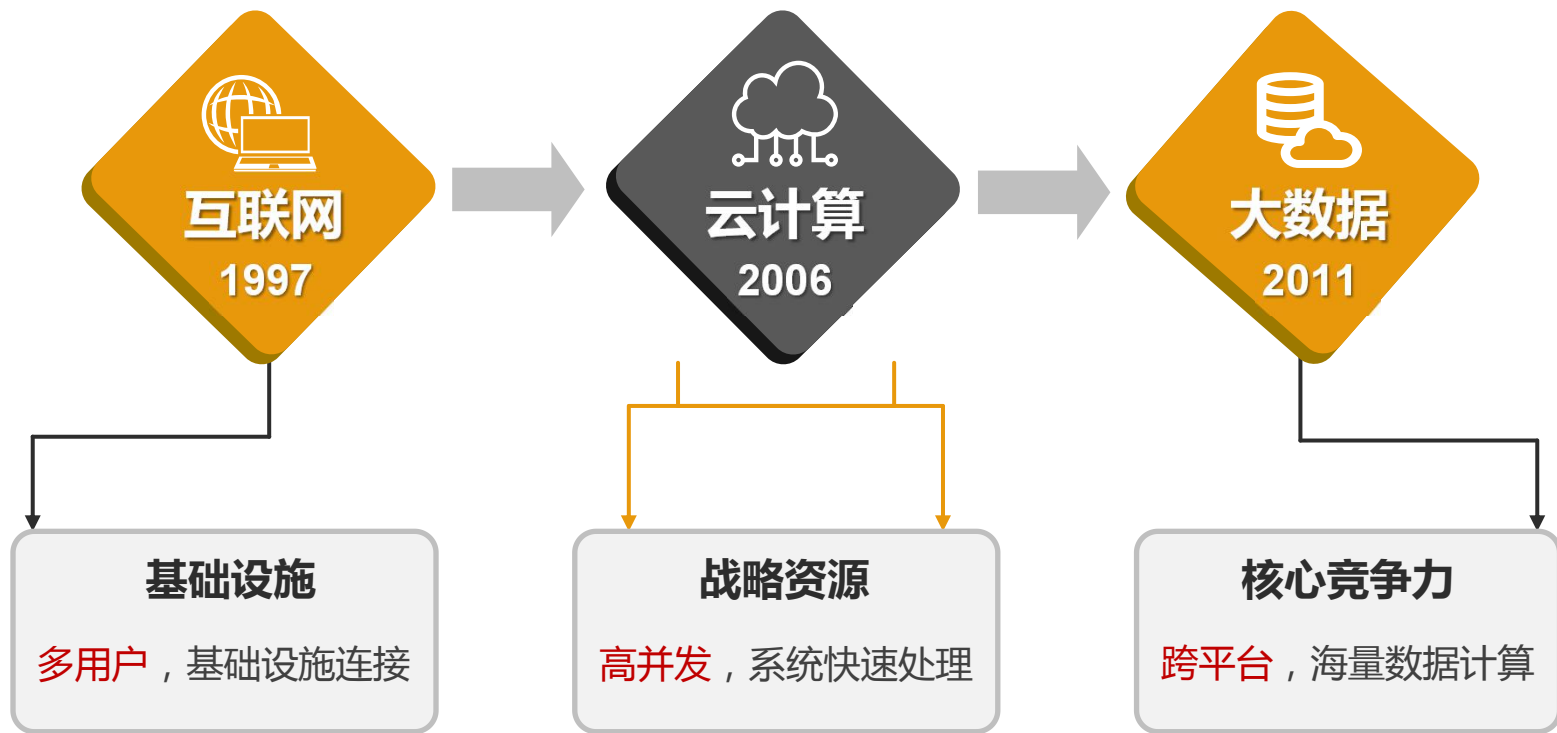 互联网
1997
云计算
2006
大数据
2011
基础设施
多用户，基础设施连接
战略资源
高并发，系统快速处理
核心竞争力
跨平台，海量数据计算